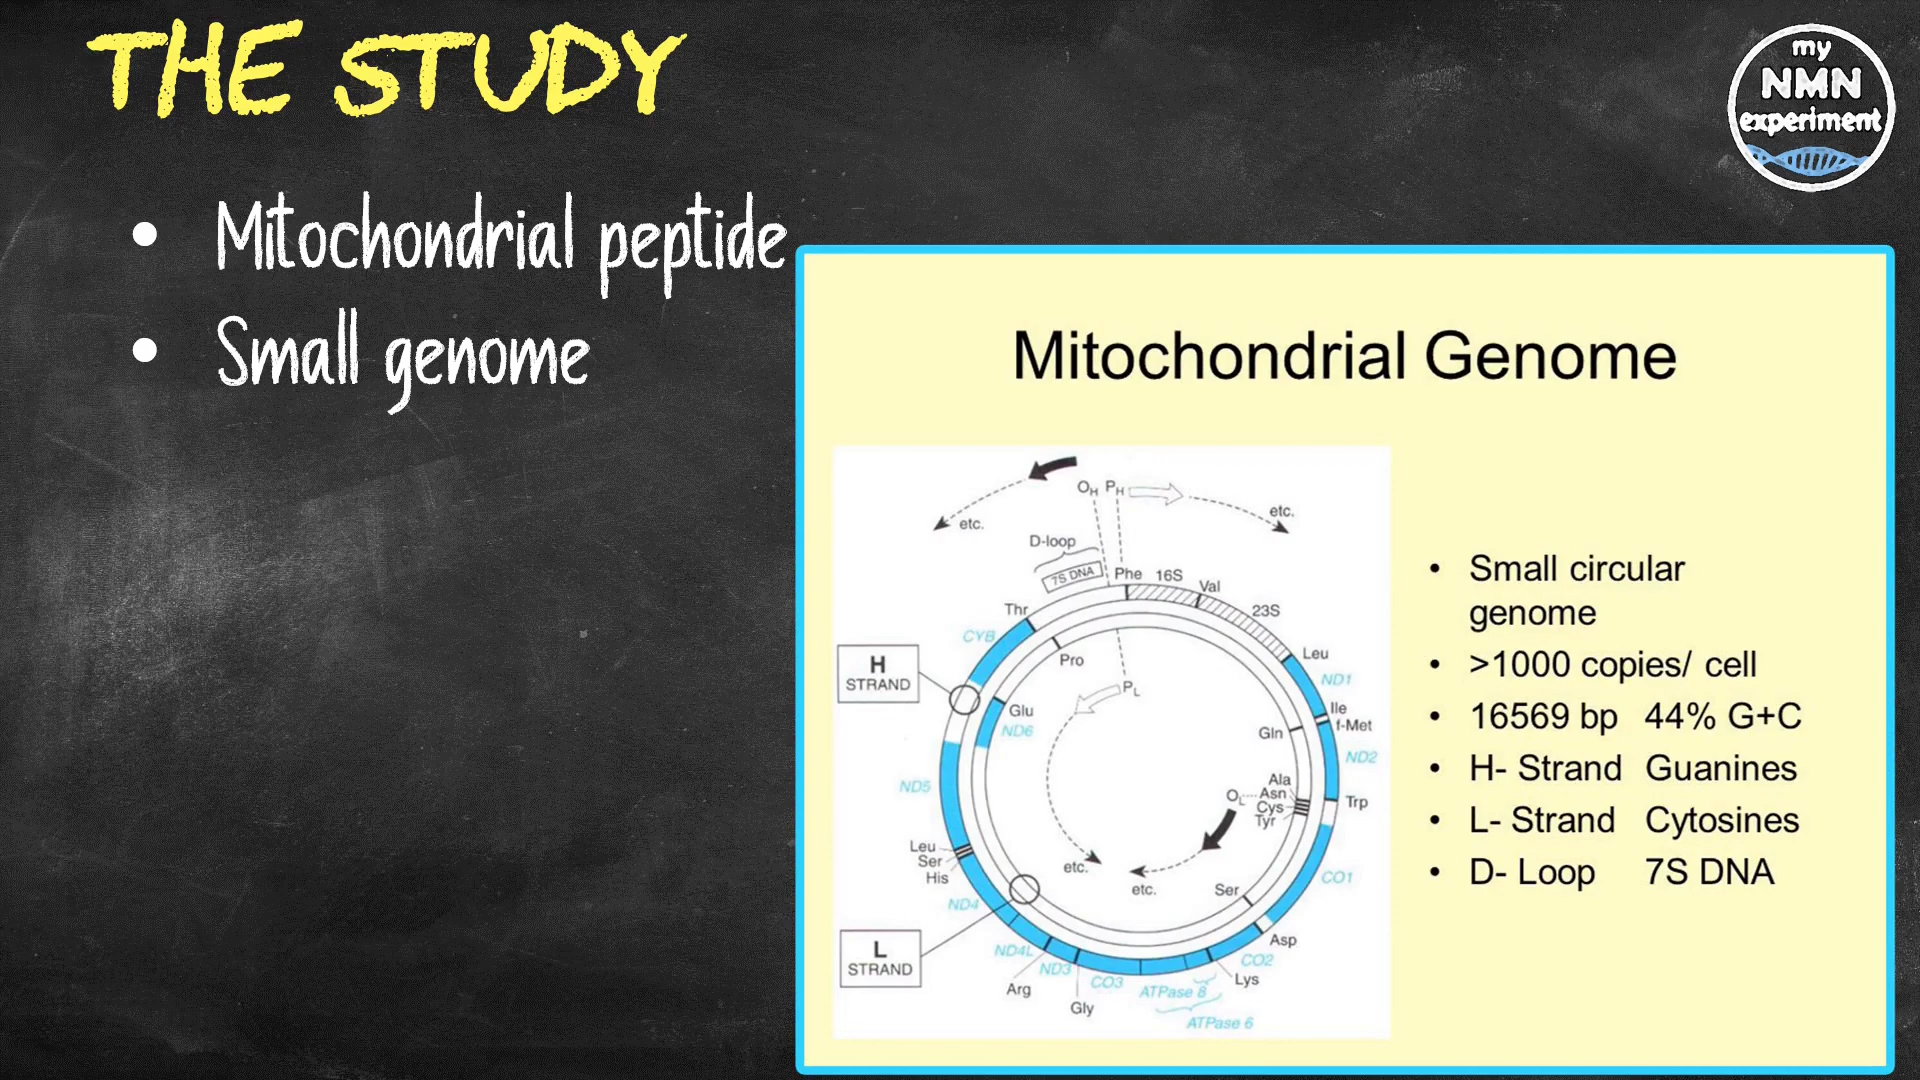 THE STUDY
my
NMN
experiment
• Mitochondrial peptide
• Small genome
Mitochondrial Genome
OH PH
etc.
etc.
D-loop
7S DNA
Phe 16S
Val
23S
Thr
CYB
Pro
Leu
ND1
H
STRAND
PL
Glu
ND6
Ile
f-Met
Gln
ND2
ND5
Ala
OL
Asn
Cys
Tyr
Trp
Leu
Ser
His
etc.
etc.
Ser
CO1
ND4
L
STRAND
ND4L
Asp
ND3
CO2
Arg
CO3
Lys
Gly
ATPase 8
ATPase 6
• Small circular
genome
• >1000 copies/ cell
• 16569 bp 44% G+C
• H- Strand Guanines
• L- Strand Cytosines
• D- Loop 7S DNA